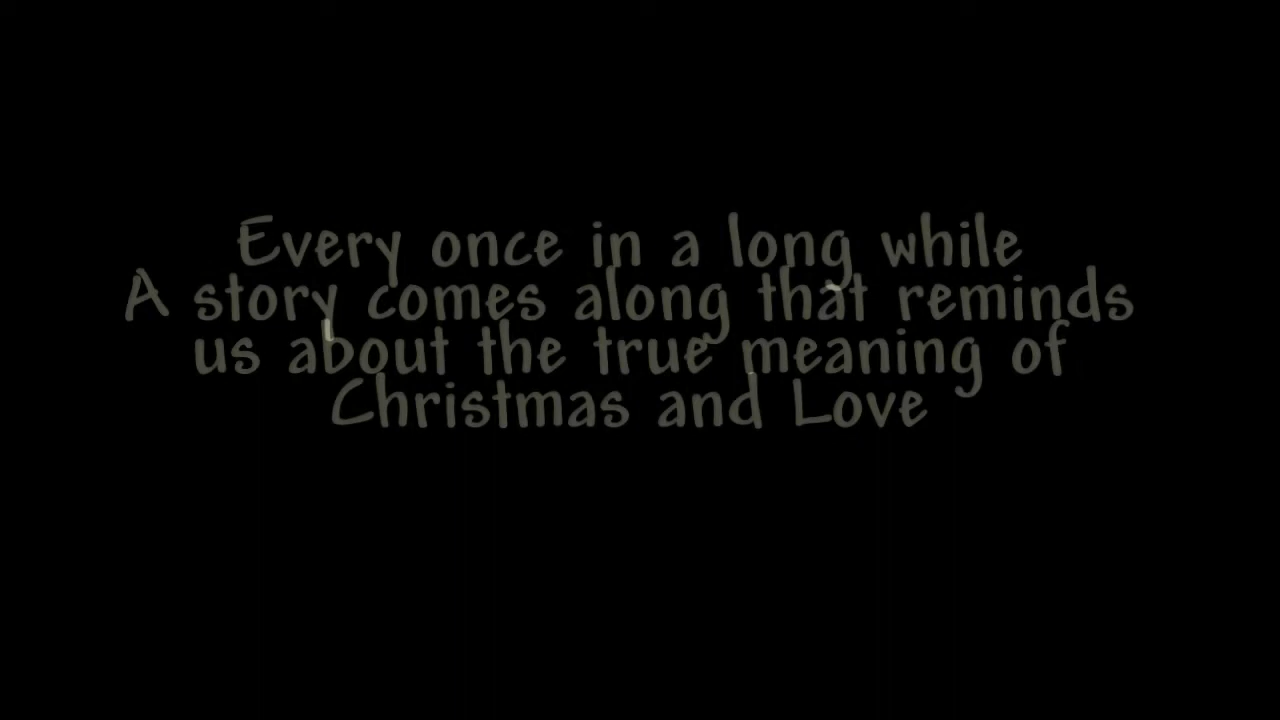 Every once in a long while
A story comes along that reminds
us about the true meaning of
Christmas and Love